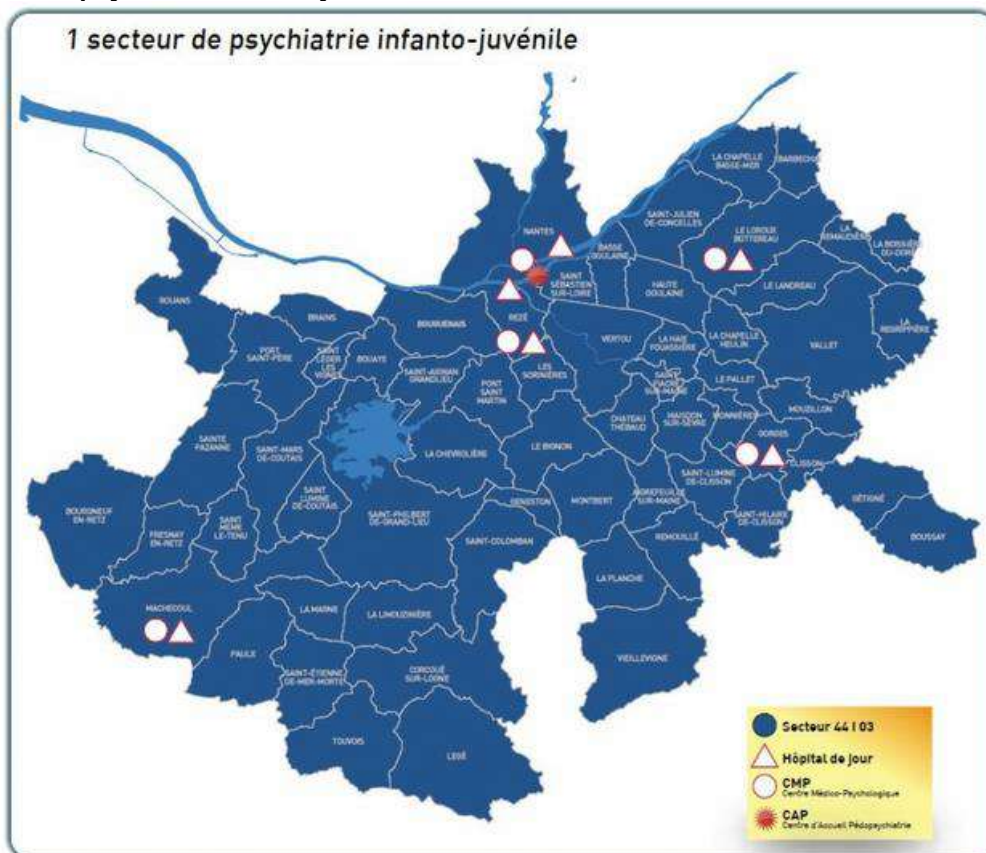 1 secteur de psychiatrie infanto-juvénile
LA CHAPELLE
BASSE-MER
BARBECHAT
SAINT-JULIEN
DE-CONCELLES
NANTES
LE LOROUX
BOTTEREAU
LA
REMAUDIÈRE
LA BOISSIÈRE
DU-DORÉ
BASSE
GOULAINE
SAINT
SÉBASTIEN
SUR-LOIRE
HAUTE
GOULAINE
LE LANDREAU
ROUANS
BRAINS
BOUGUENAIS
REZÉ
VERTOU
LA HAIE
FOUASSIÈRE
LA CHAPELLE
HEULIN
VALLET
LA
REGRIPPIÈRE
PORT
SAINT-PÈRE
SAINT
LÉGER
LES
VIGNES
BOUAYE
SAINT-AIGNAN
GRANDLIEU
PONT
SAINT
MARTIN
LES
SORINIÈRES
SAINT
FIACRE
SUR-MAINE
LE PALLET
MOUZILLON
SAINTE
PAZANNE
SAINT-MARS
DE-COUTAIS
LA CHEVROLIÈRE
LE BIGNON
CHATEAU
THÉBAUD
MAISDON
SUR-SÈVRE
MONNIÈRES
GORGES
CLISSON
BOURGNEUF
EN-RETZ
FRESNAY
EN-RETZ
SAINT
MÊME
LE-TENU
SAINT
LUMINE
DE-COUTAIS
SAINT-PHILBERT
DE-GRAND-LIEU
GENESTON
MONTBERT
AIGREFEUILLE
SUR-MAINE
SAINT-LUMINE
DE-CLISSON
SAINT-HILAIRE
DE-CLISSON
GÉTIGNÉ
BOUSSAY
SAINT-COLOMBAN
REMOUILLÉ
LA PLANCHE
MACHECOUL
LA MARNE
LA LIMOUZINIÈRE
PAULX
SAINT-ÉTIENNE
DE-MER-MORTE
CORCOUÉ
SUR-LOGNE
VIEILLEVIGNE
TOUVOIS
LEGÉ
Secteur 44 I 03
Hôpital de jour
CMP
Centre Médico-Psychologique
CAP
Centre d'Accueil Pédopsychiatrie